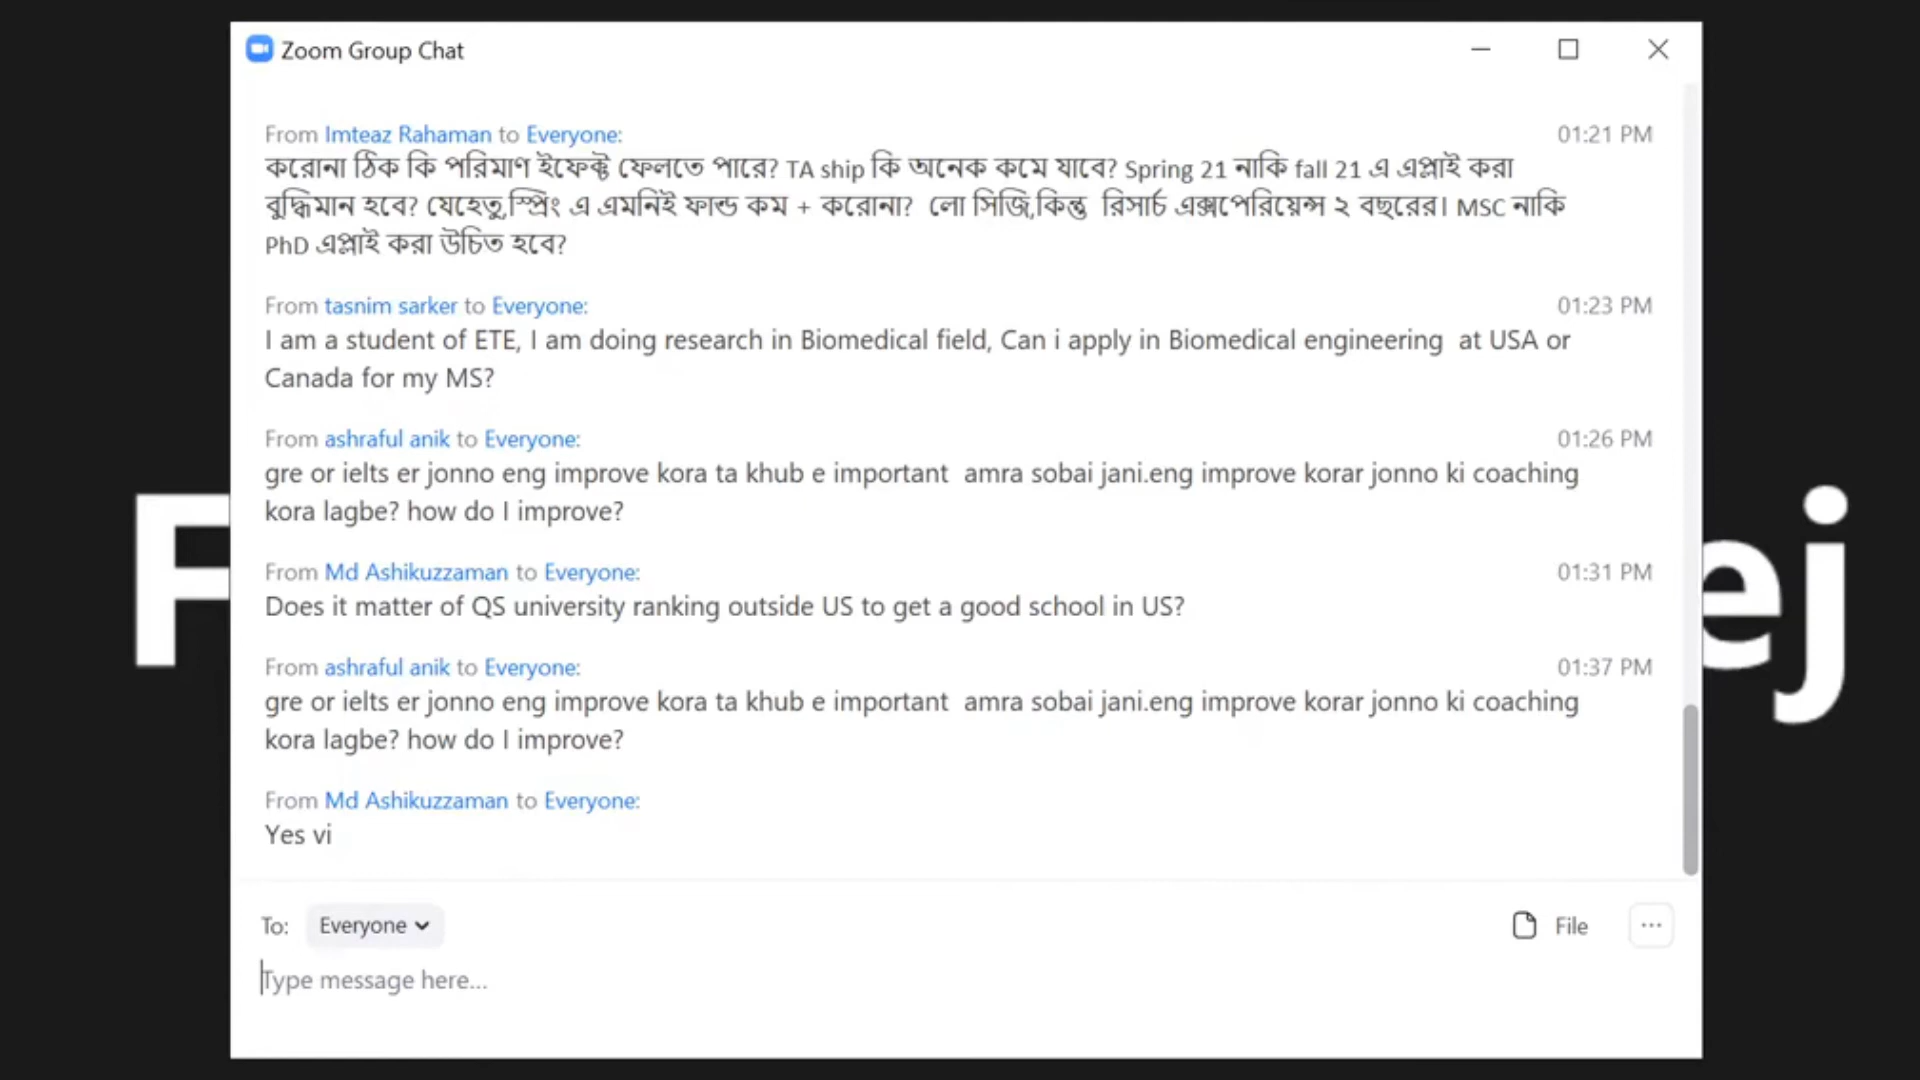 Zoom Group Chat
From Imteaz Rahaman to Everyone: 01:21 PM
করোনা ঠিক কি পরিমাণ ইফেক্ট ফেলতে পারে? TA ship কি অনেক কমে যাবে? Spring 21 নাকি fall 21 এ এপ্লাই করা
বুদ্ধিমান হবে? যেহেতু,স্প্রিং এ এমনিই ফান্ড কম + করোনা?  লো সিজি,কিন্তু  রিসার্চ এক্সপেরিয়েন্স ২ বছরের। MSC নাকি
PhD এপ্লাই করা উচিত হবে?
From tasnim sarker to Everyone: 01:23 PM
I am a student of ETE, I am doing research in Biomedical field, Can i apply in Biomedical engineering  at USA or
Canada for my MS?
From ashraful anik to Everyone: 01:26 PM
gre or ielts er jonno eng improve kora ta khub e important  amra sobai jani.eng improve korar jonno ki coaching
kora lagbe? how do I improve?
From Md Ashikuzzaman to Everyone: 01:31 PM
Does it matter of QS university ranking outside US to get a good school in US?
From ashraful anik to Everyone: 01:37 PM
gre or ielts er jonno eng improve kora ta khub e important  amra sobai jani.eng improve korar jonno ki coaching
kora lagbe? how do I improve?
From Md Ashikuzzaman to Everyone:
Yes vi
To: Everyone File
Type message here...